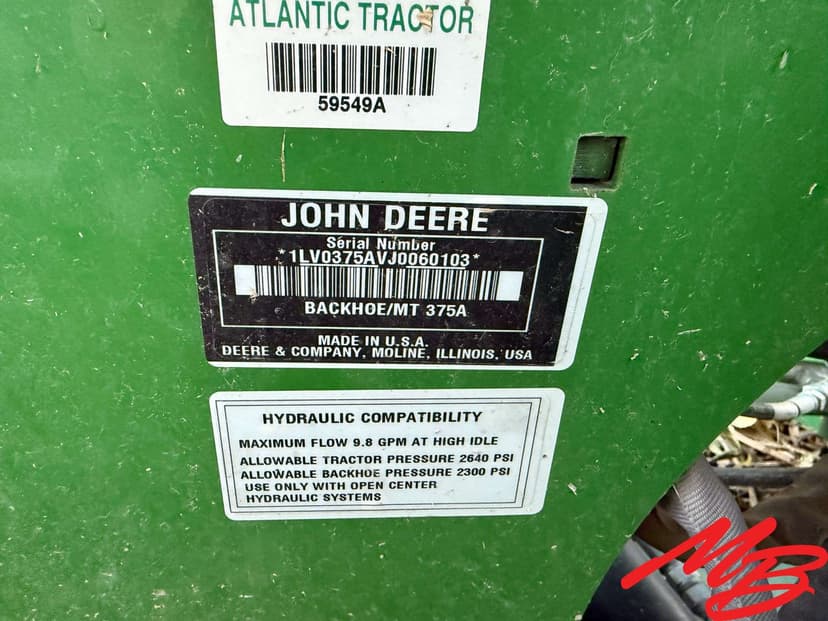 ATLANTIC TRACTOR
59549A
JOHN DEERE
Serial Number
*1LV0375AVJ0060103*
BACKHOE/MT 375A
MADE IN U.S.A.
DEERE & COMPANY, MOLINE, ILLINOIS, USA
HYDRAULIC COMPATIBILITY
MAXIMUM FLOW 9.8 GPM AT HIGH IDLE
ALLOWABLE TRACTOR PRESSURE 2640 PSI
ALLOWABLE BACKHOE PRESSURE 2300 PSI
USE ONLY WITH OPEN CENTER
HYDRAULIC SYSTEMS
MB